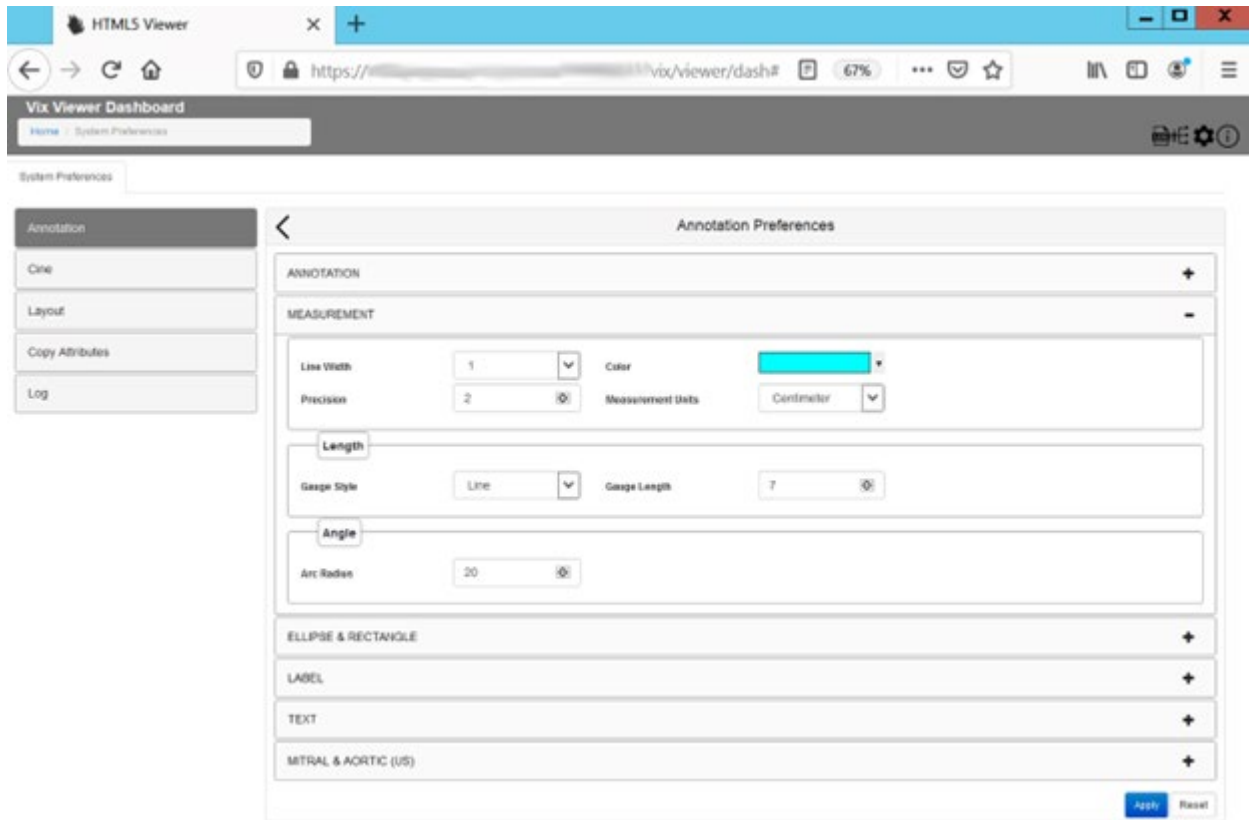 HTML5 Viewer
https:// vix/viewer/dash# 67%
Vix Viewer Dashboard
Home / System Preferences
System Preferences
Annotation
Cine
Layout
Copy Attributes
Log
Annotation Preferences
ANNOTATION
MEASUREMENT
Line Width 1 Color
Precision 2 Measurement Units Centimeter
Length
Gauge Style Line Gauge Length 7
Angle
Arc Radius 20
ELLIPSE & RECTANGLE
LABEL
TEXT
MITRAL & AORTIC (US)
Apply Reset